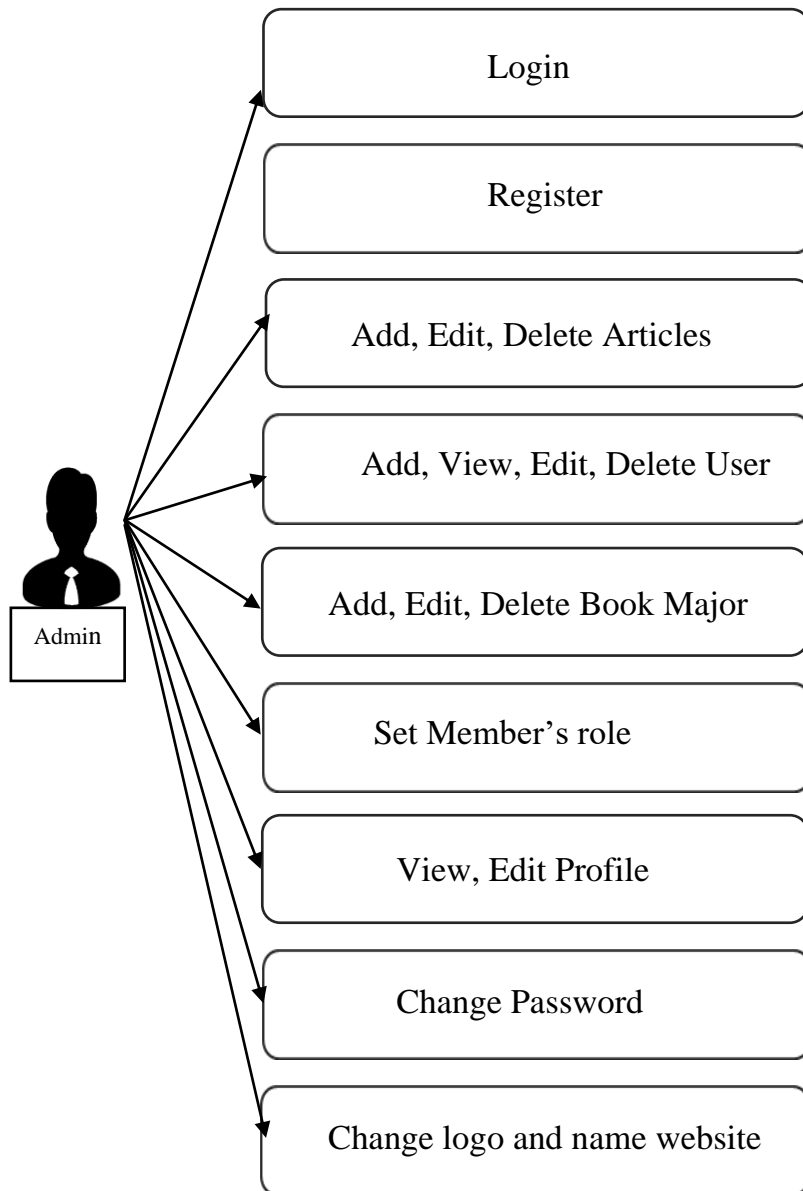 Login
Register
Add, Edit, Delete Articles
Add, View, Edit, Delete User
Add, Edit, Delete Book Major
Admin
Set Member’s role
View, Edit Profile
Change Password
Change logo and name website